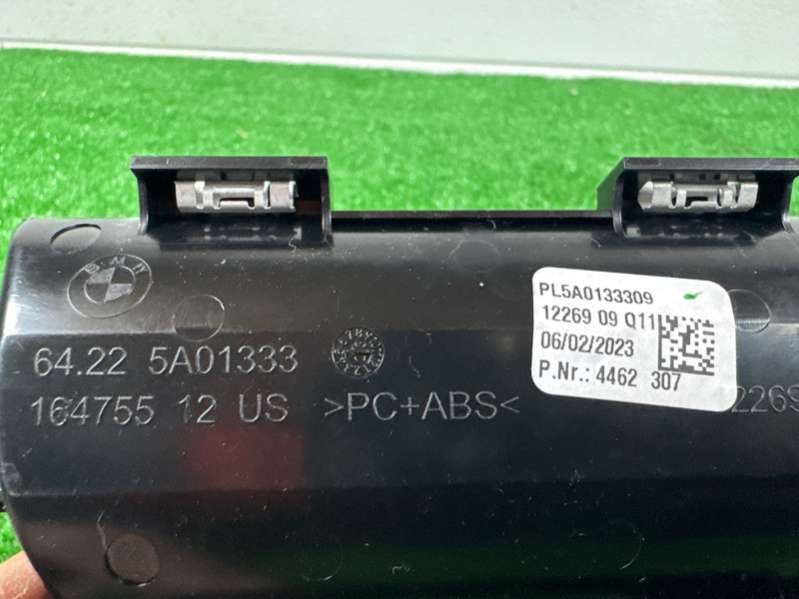 BMW
64.22 5A01333
164755 12 US >PC+ABS<
PL5A0133309
12269 09 Q11
06/02/2023
P.Nr.: 4462 307